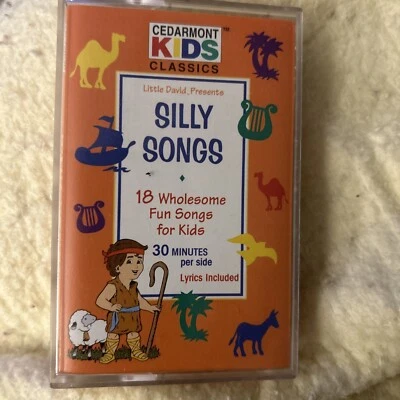 CEDARMONT
KIDS™
CLASSICS
Little David, Presents
SILLY
SONGS
18 Wholesome
Fun Songs
for Kids
30 MINUTES
per side
Lyrics Included